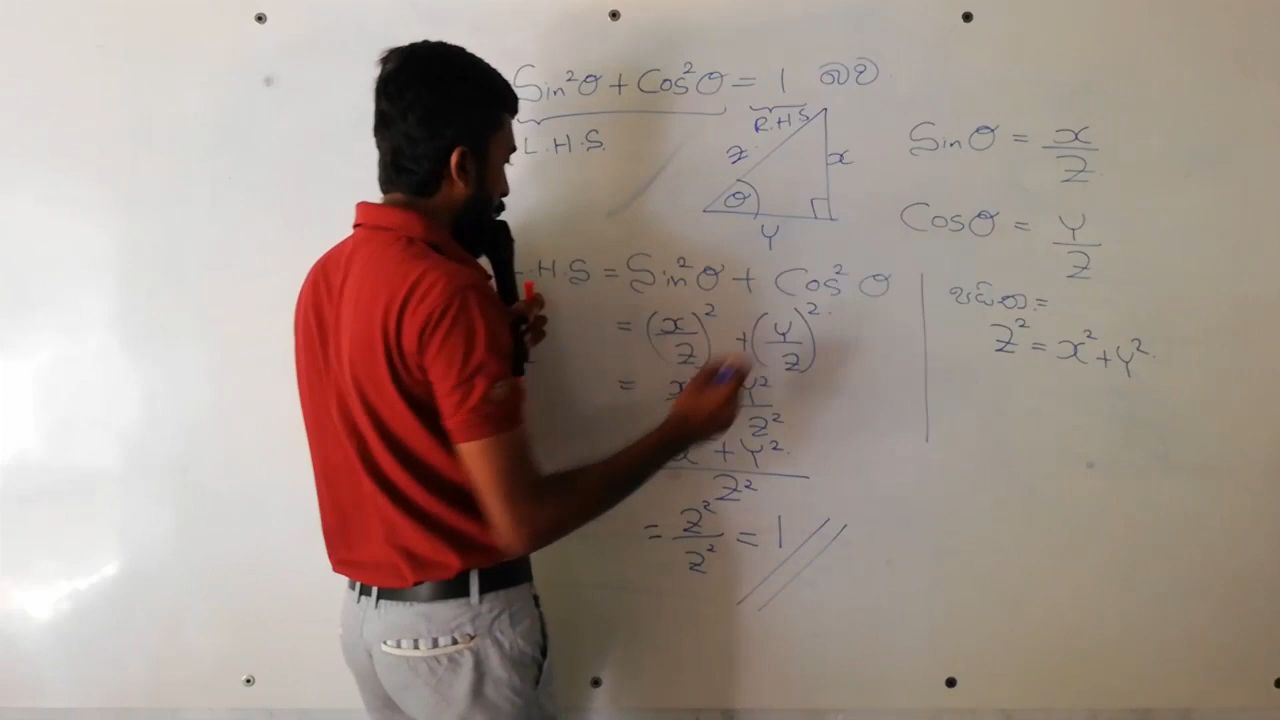 Sin²θ + Cos²θ = 1 බව
L.H.S.
R.H.S
z
x
θ
Y
Sinθ = x/Z
Cosθ = Y/Z
.H.S = Sin²θ + Cos²θ
= (x/Z)² + (Y/Z)²
= Y²/Z²
x + Y²/Z²
= Z²/Z² = 1
Z² = x² + Y².